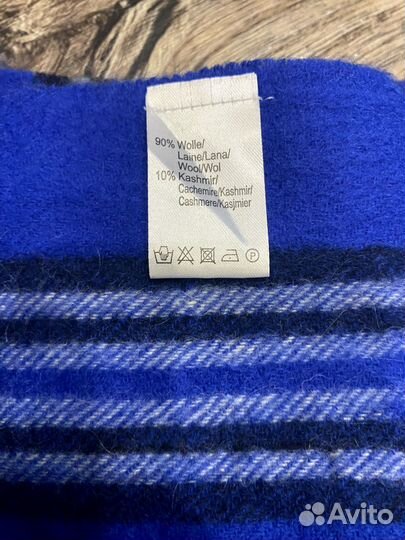 90% Wolle/
Laine/Lana/
Wool/Wol
10% Kashmir/
Cachemire/Kashmir/
Cashmere/Kasjmier
P
Avito